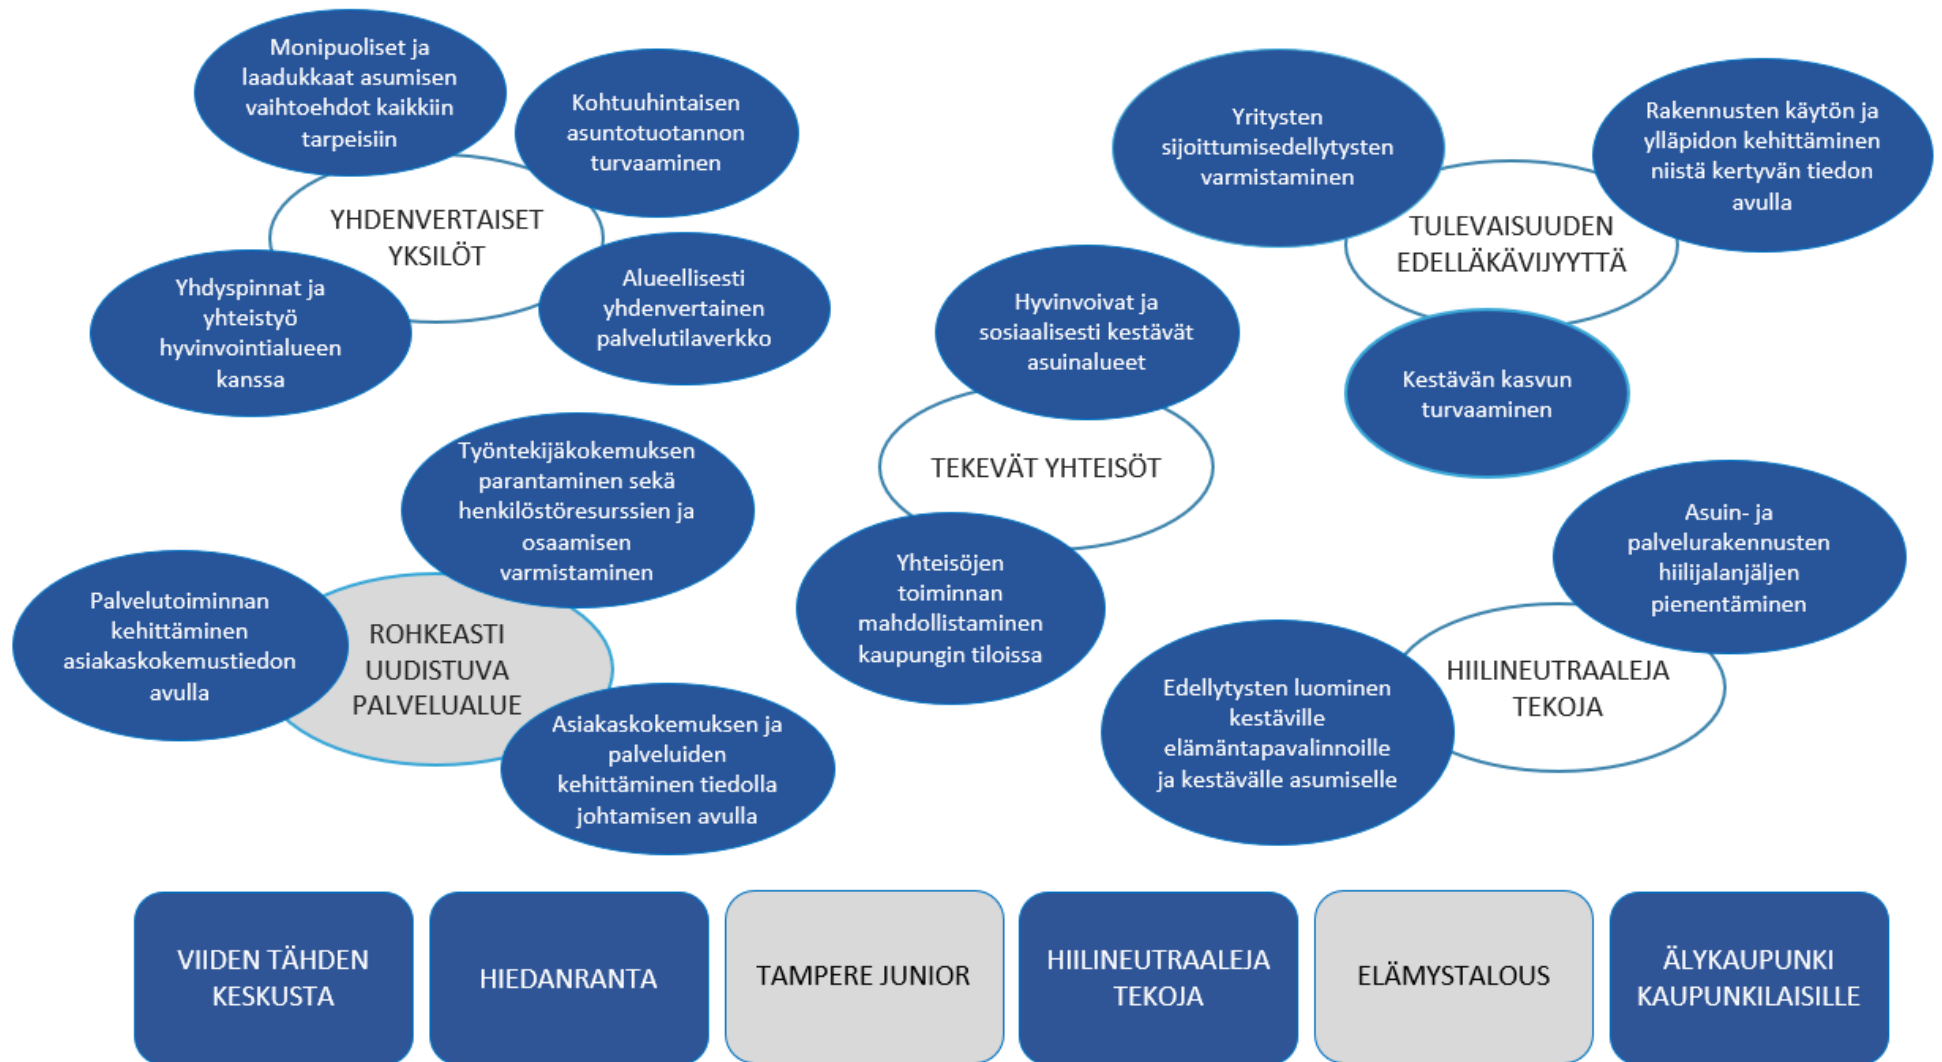 Monipuoliset ja
laadukkaat asumisen
vaihtoehdot kaikkiin
tarpeisiin
Kohtuuhintaisen
asuntotuotannon
turvaaminen
YHDENVERTAISET
YKSILÖT
Yhdyspinnat ja
yhteistyö
hyvinvointialueen
kanssa
Alueellisesti
yhdenvertainen
palvelutilaverkko
Yritysten
sijoittumisedellytysten
varmistaminen
Rakennusten käytön ja
ylläpidon kehittäminen
niistä kertyvän tiedon
avulla
TULEVAISUUDEN
EDELLÄKÄVIJYYTTÄ
Kestävän kasvun
turvaaminen
Hyvinvoivat ja
sosiaalisesti kestävät
asuinalueet
TEKEVÄT YHTEISÖT
Yhteisöjen
toiminnan
mahdollistaminen
kaupungin tiloissa
Työntekijäkokemuksen
parantaminen sekä
henkilöstöresurssien ja
osaamisen
varmistaminen
Palvelutoiminnan
kehittäminen
asiakaskokemustiedon
avulla
ROHKEASTI
UUDISTUVA
PALVELUALUE
Asiakaskokemuksen ja
palveluiden
kehittäminen tiedolla
johtamisen avulla
Asuin- ja
palvelurakennusten
hiilijalanjäljen
pienentäminen
HIILINEUTRAALEJA
TEKOJA
Edellytysten luominen
kestäville
elämäntapavalinnoille
ja kestävälle asumiselle
VIIDEN TÄHDEN
KESKUSTA
HIEDANRANTA
TAMPERE JUNIOR
HIILINEUTRAALEJA
TEKOJA
ELÄMYSTALOUS
ÄLYKAUPUNKI
KAUPUNKILAISILLE